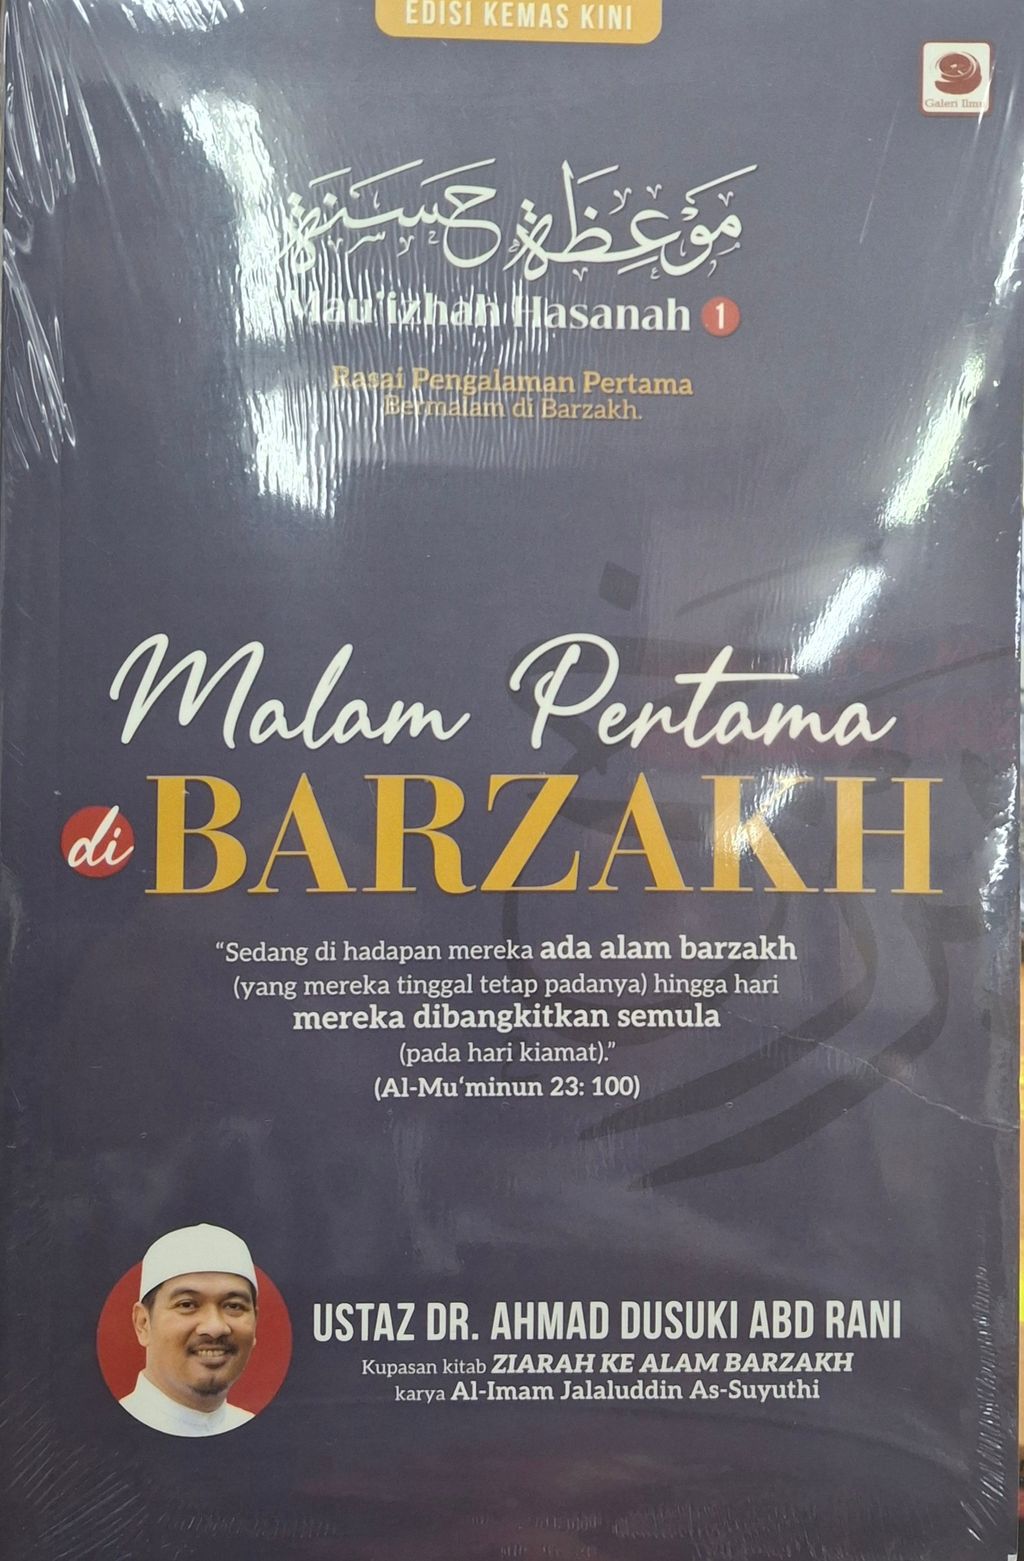 EDISI KEMAS KINI
Galeri Ilmu
مَوْعِظَةٌ حَسَنَةٌ
Mau'izhah Hasanah 1
Rasai Pengalaman Pertama
Bermalam di Barzakh.
Malam Pertama
di BARZAKH
“Sedang di hadapan mereka ada alam barzakh
(yang mereka tinggal tetap padanya) hingga hari
mereka dibangkitkan semula
(pada hari kiamat).”
(Al-Mu‘minun 23: 100)
USTAZ DR. AHMAD DUSUKI ABD RANI
Kupasan kitab ZIARAH KE ALAM BARZAKH
karya Al-Imam Jalaluddin As-Suyuthi